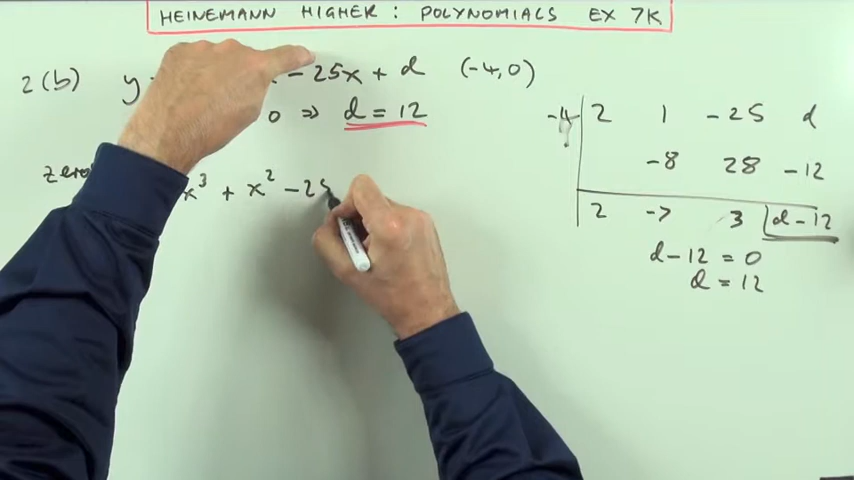 HEINEMANN HIGHER : POLYNOMIALS EX 7K
2(b) y - 25x + d (-4,0)
0 ⇒ d = 12
zero x³ + x² - 25
-4 2 1 -25 d
-8 28 -12
2 -7 3 d-12
d-12 = 0
d = 12